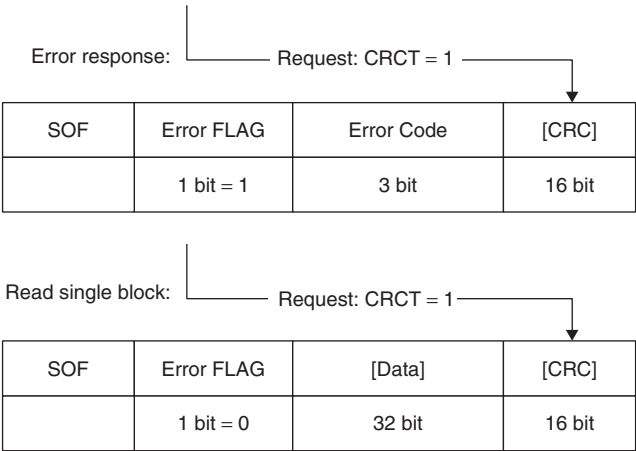 Error response:
Request: CRCT = 1
SOF Error FLAG Error Code [CRC]
1 bit = 1 3 bit 16 bit
Read single block:
Request: CRCT = 1
SOF Error FLAG [Data] [CRC]
1 bit = 0 32 bit 16 bit